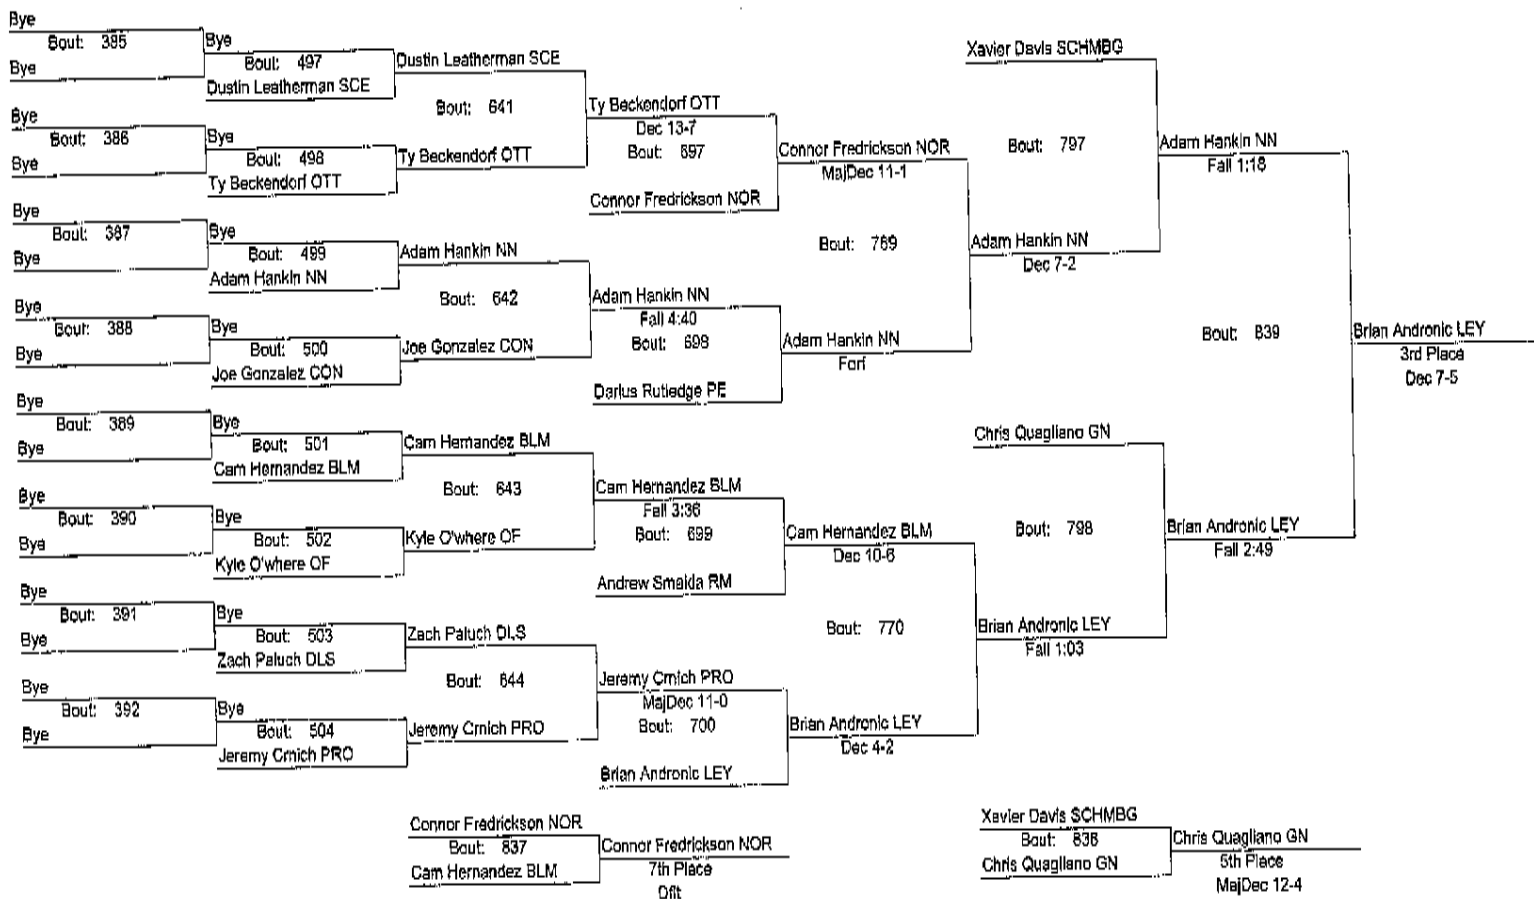 Bye
Bout: 385
Bye
Bye
Bout: 497
Dustin Leatherman SCE
Dustin Leatherman SCE
Bout: 641
Bye
Bout: 386
Bye
Bye
Bout: 498
Ty Beckendorf OTT
Ty Beckendorf OTT
Ty Beckendorf OTT
Dec 13-7
Bout: 697
Connor Fredrickson NOR
Connor Fredrickson NOR
MajDec 11-1
Bout: 769
Bye
Bout: 387
Bye
Bye
Bout: 499
Adam Hankin NN
Adam Hankin NN
Bout: 642
Bye
Bout: 388
Bye
Bye
Bout: 500
Joe Gonzalez CON
Joe Gonzalez CON
Adam Hankin NN
Fall 4:40
Bout: 698
Darius Rutledge PE
Adam Hankin NN
Forf
Adam Hankin NN
Dec 7-2
Xavier Davis SCHMBG
Bout: 797
Adam Hankin NN
Fall 1:18
Bout: 839
Brian Andronic LEY
3rd Place
Dec 7-5
Bye
Bout: 389
Bye
Bye
Bout: 501
Cam Hernandez BLM
Cam Hernandez BLM
Bout: 643
Bye
Bout: 390
Bye
Bye
Bout: 502
Kyle O'where OF
Kyle O'where OF
Cam Hernandez BLM
Fall 3:36
Bout: 699
Andrew Smalda RM
Cam Hernandez BLM
Dec 10-6
Bout: 770
Bye
Bout: 391
Bye
Bye
Bout: 503
Zach Paluch DLS
Zach Paluch DLS
Bout: 644
Bye
Bout: 392
Bye
Bye
Bout: 504
Jeremy Crnich PRO
Jeremy Crnich PRO
Jeremy Crnich PRO
MajDec 11-0
Bout: 700
Brian Andronic LEY
Brian Andronic LEY
Dec 4-2
Brian Andronic LEY
Fall 1:03
Chris Quagliano GN
Bout: 798
Brian Andronic LEY
Fall 2:49
Connor Fredrickson NOR
Bout: 837
Cam Hernandez BLM
Connor Fredrickson NOR
7th Place
Dflt
Xavier Davis SCHMBG
Bout: 838
Chris Quagliano GN
Chris Quagliano GN
5th Place
MajDec 12-4